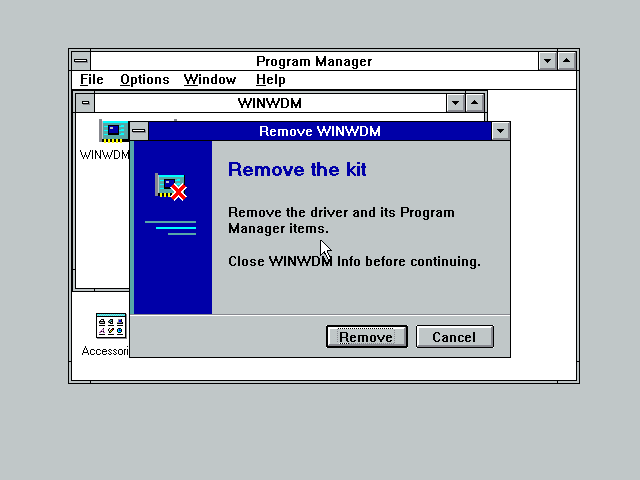 Program Manager
File Options Window Help
WINWDM
WINWDM
Remove WINWDM
Remove the kit
Remove the driver and its Program
Manager items.
Close WINWDM Info before continuing.
Remove Cancel
Accessori